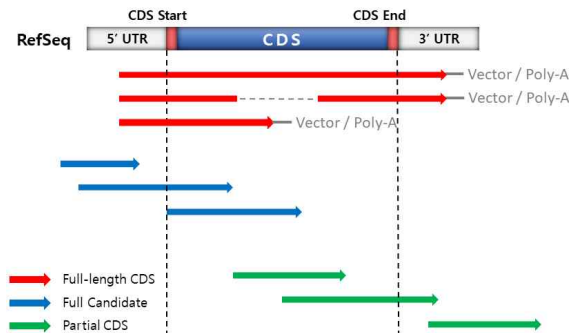 CDS Start CDS End
RefSeq 5' UTR CDS 3' UTR
Vector / Poly-A
Vector / Poly-A
Vector / Poly-A
Full-length CDS
Full Candidate
Partial CDS